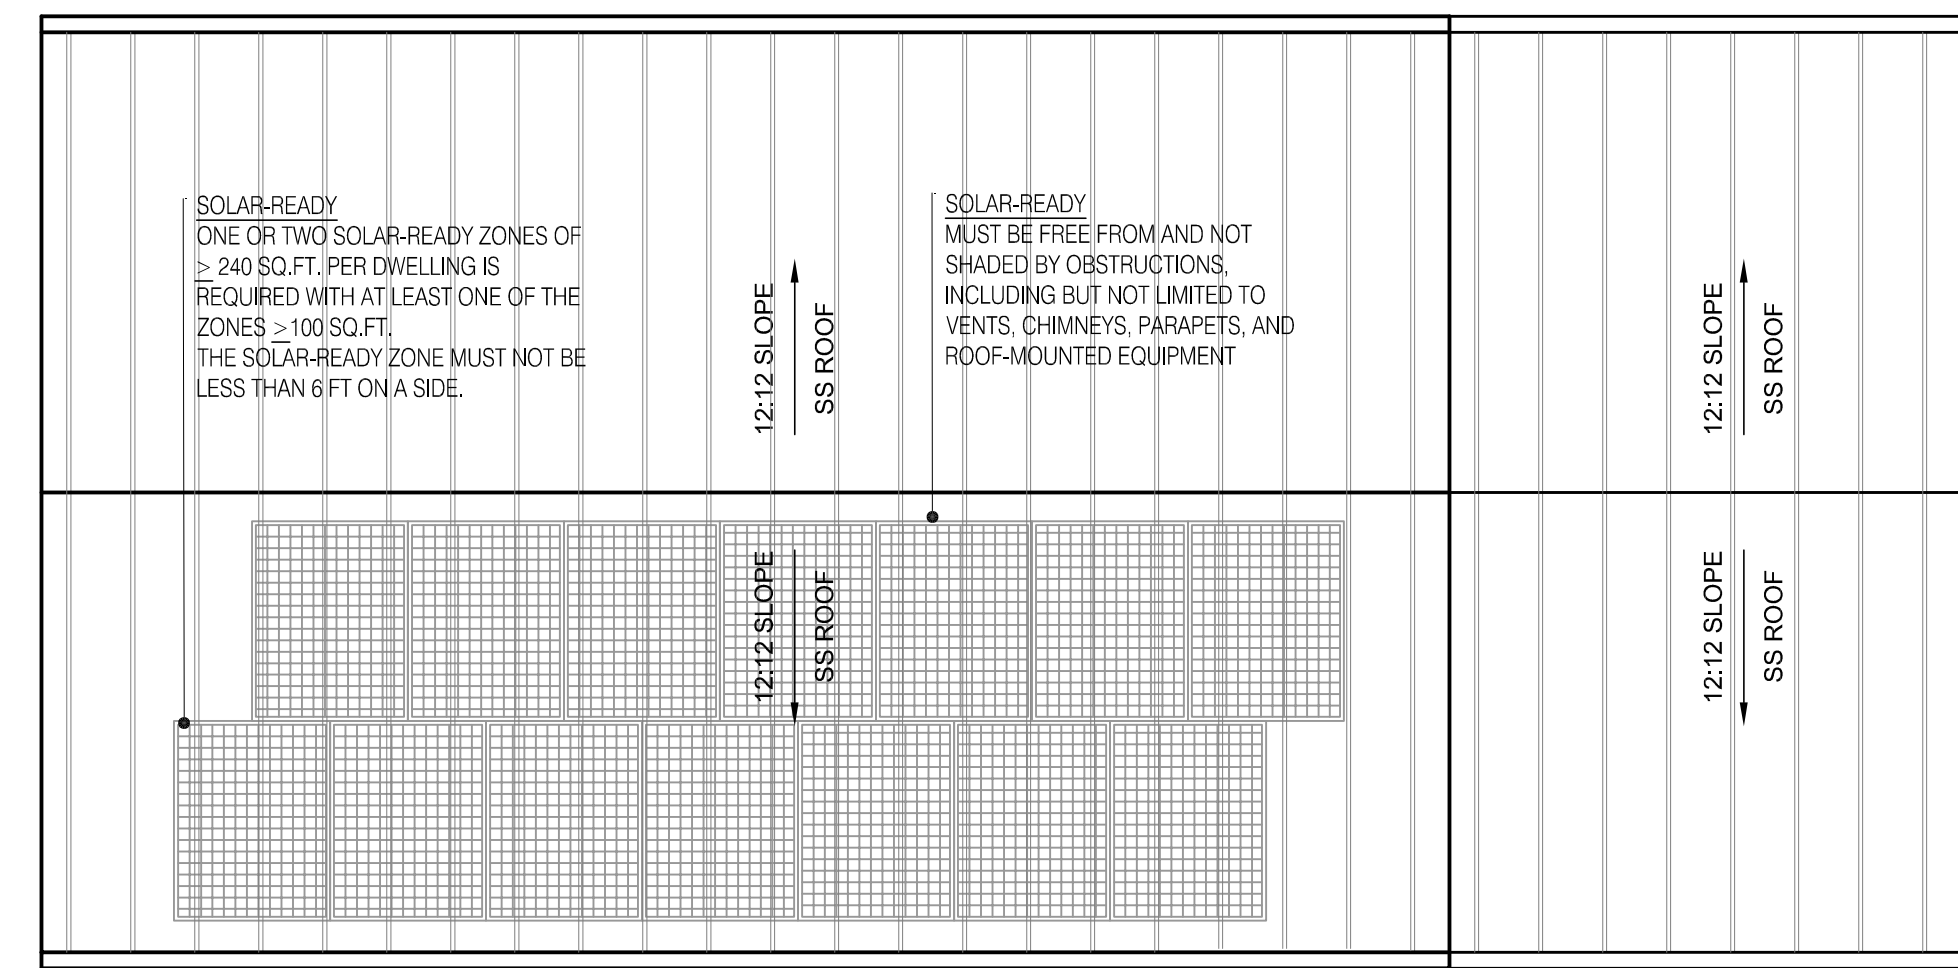 SOLAR-READY
ONE OR TWO SOLAR-READY ZONES OF
≥ 240 SQ.FT. PER DWELLING IS
REQUIRED WITH AT LEAST ONE OF THE
ZONES ≥100 SQ.FT.
THE SOLAR-READY ZONE MUST NOT BE
LESS THAN 6 FT ON A SIDE.
SOLAR-READY
MUST BE FREE FROM AND NOT
SHADED BY OBSTRUCTIONS,
INCLUDING BUT NOT LIMITED TO
VENTS, CHIMNEYS, PARAPETS, AND
ROOF-MOUNTED EQUIPMENT
12:12 SLOPE
SS ROOF
12:12 SLOPE
SS ROOF
12:12 SLOPE
SS ROOF
12:12 SLOPE
SS ROOF